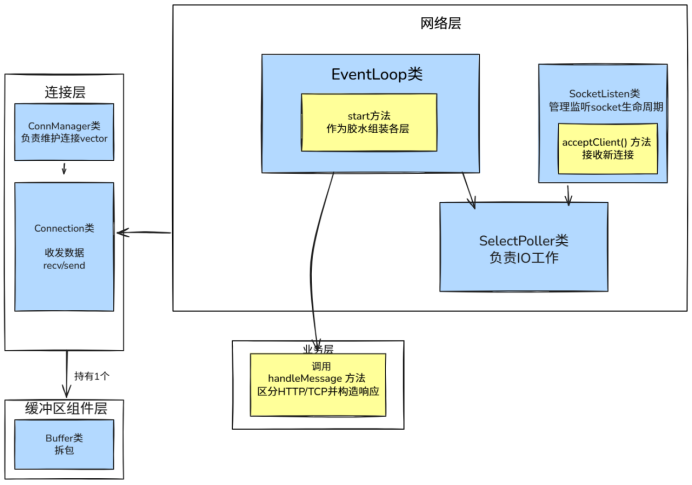 网络层
EventLoop类
start方法
作为胶水组装各层
SocketListen类
管理监听socket生命周期
acceptClient() 方法
接收新连接
SelectPoller类
负责IO工作
连接层
ConnManager类
负责维护连接vector
Connection类
收发数据
recv/send
持有1个
缓冲区组件层
Buffer类
拆包
业务层
调用
handleMessage 方法
区分HTTP/TCP并构造响应